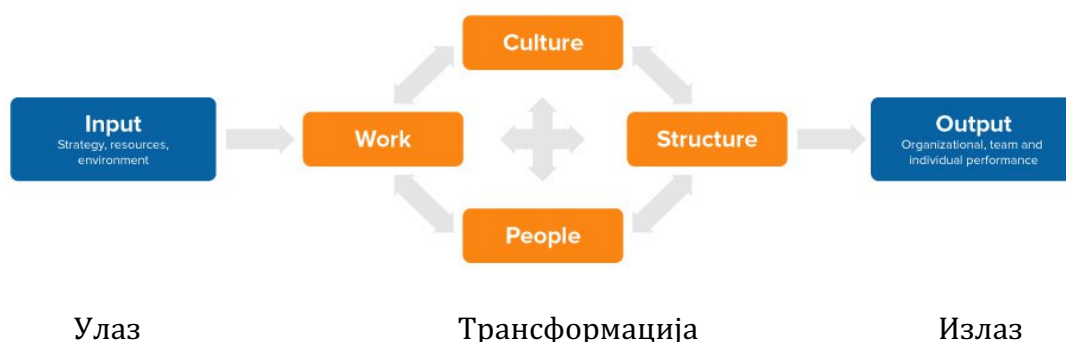 Culture
Input
Strategy, resources,
environment
Work
Structure
Output
Organizational, team and
individual performance
People
Улаз
Трансформација
Излаз